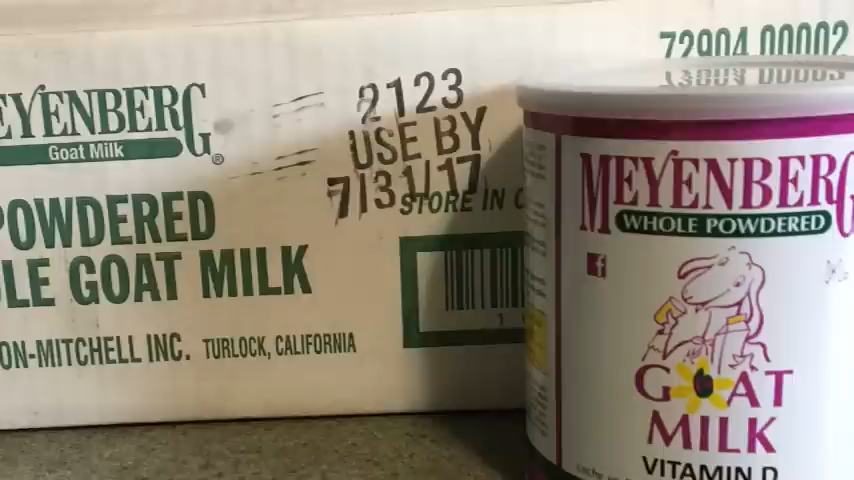 72904 00002
EYENBERG®
Goat Milk
2123
USE BY
7/31/17
STORE IN
POWDERED
LE GOAT MILK
ON-MITCHELL INC. TURLOCK, CALIFORNIA
1
MEYENBERG
WHOLE POWDERED
f
GOAT
MILK
VITAMIN D